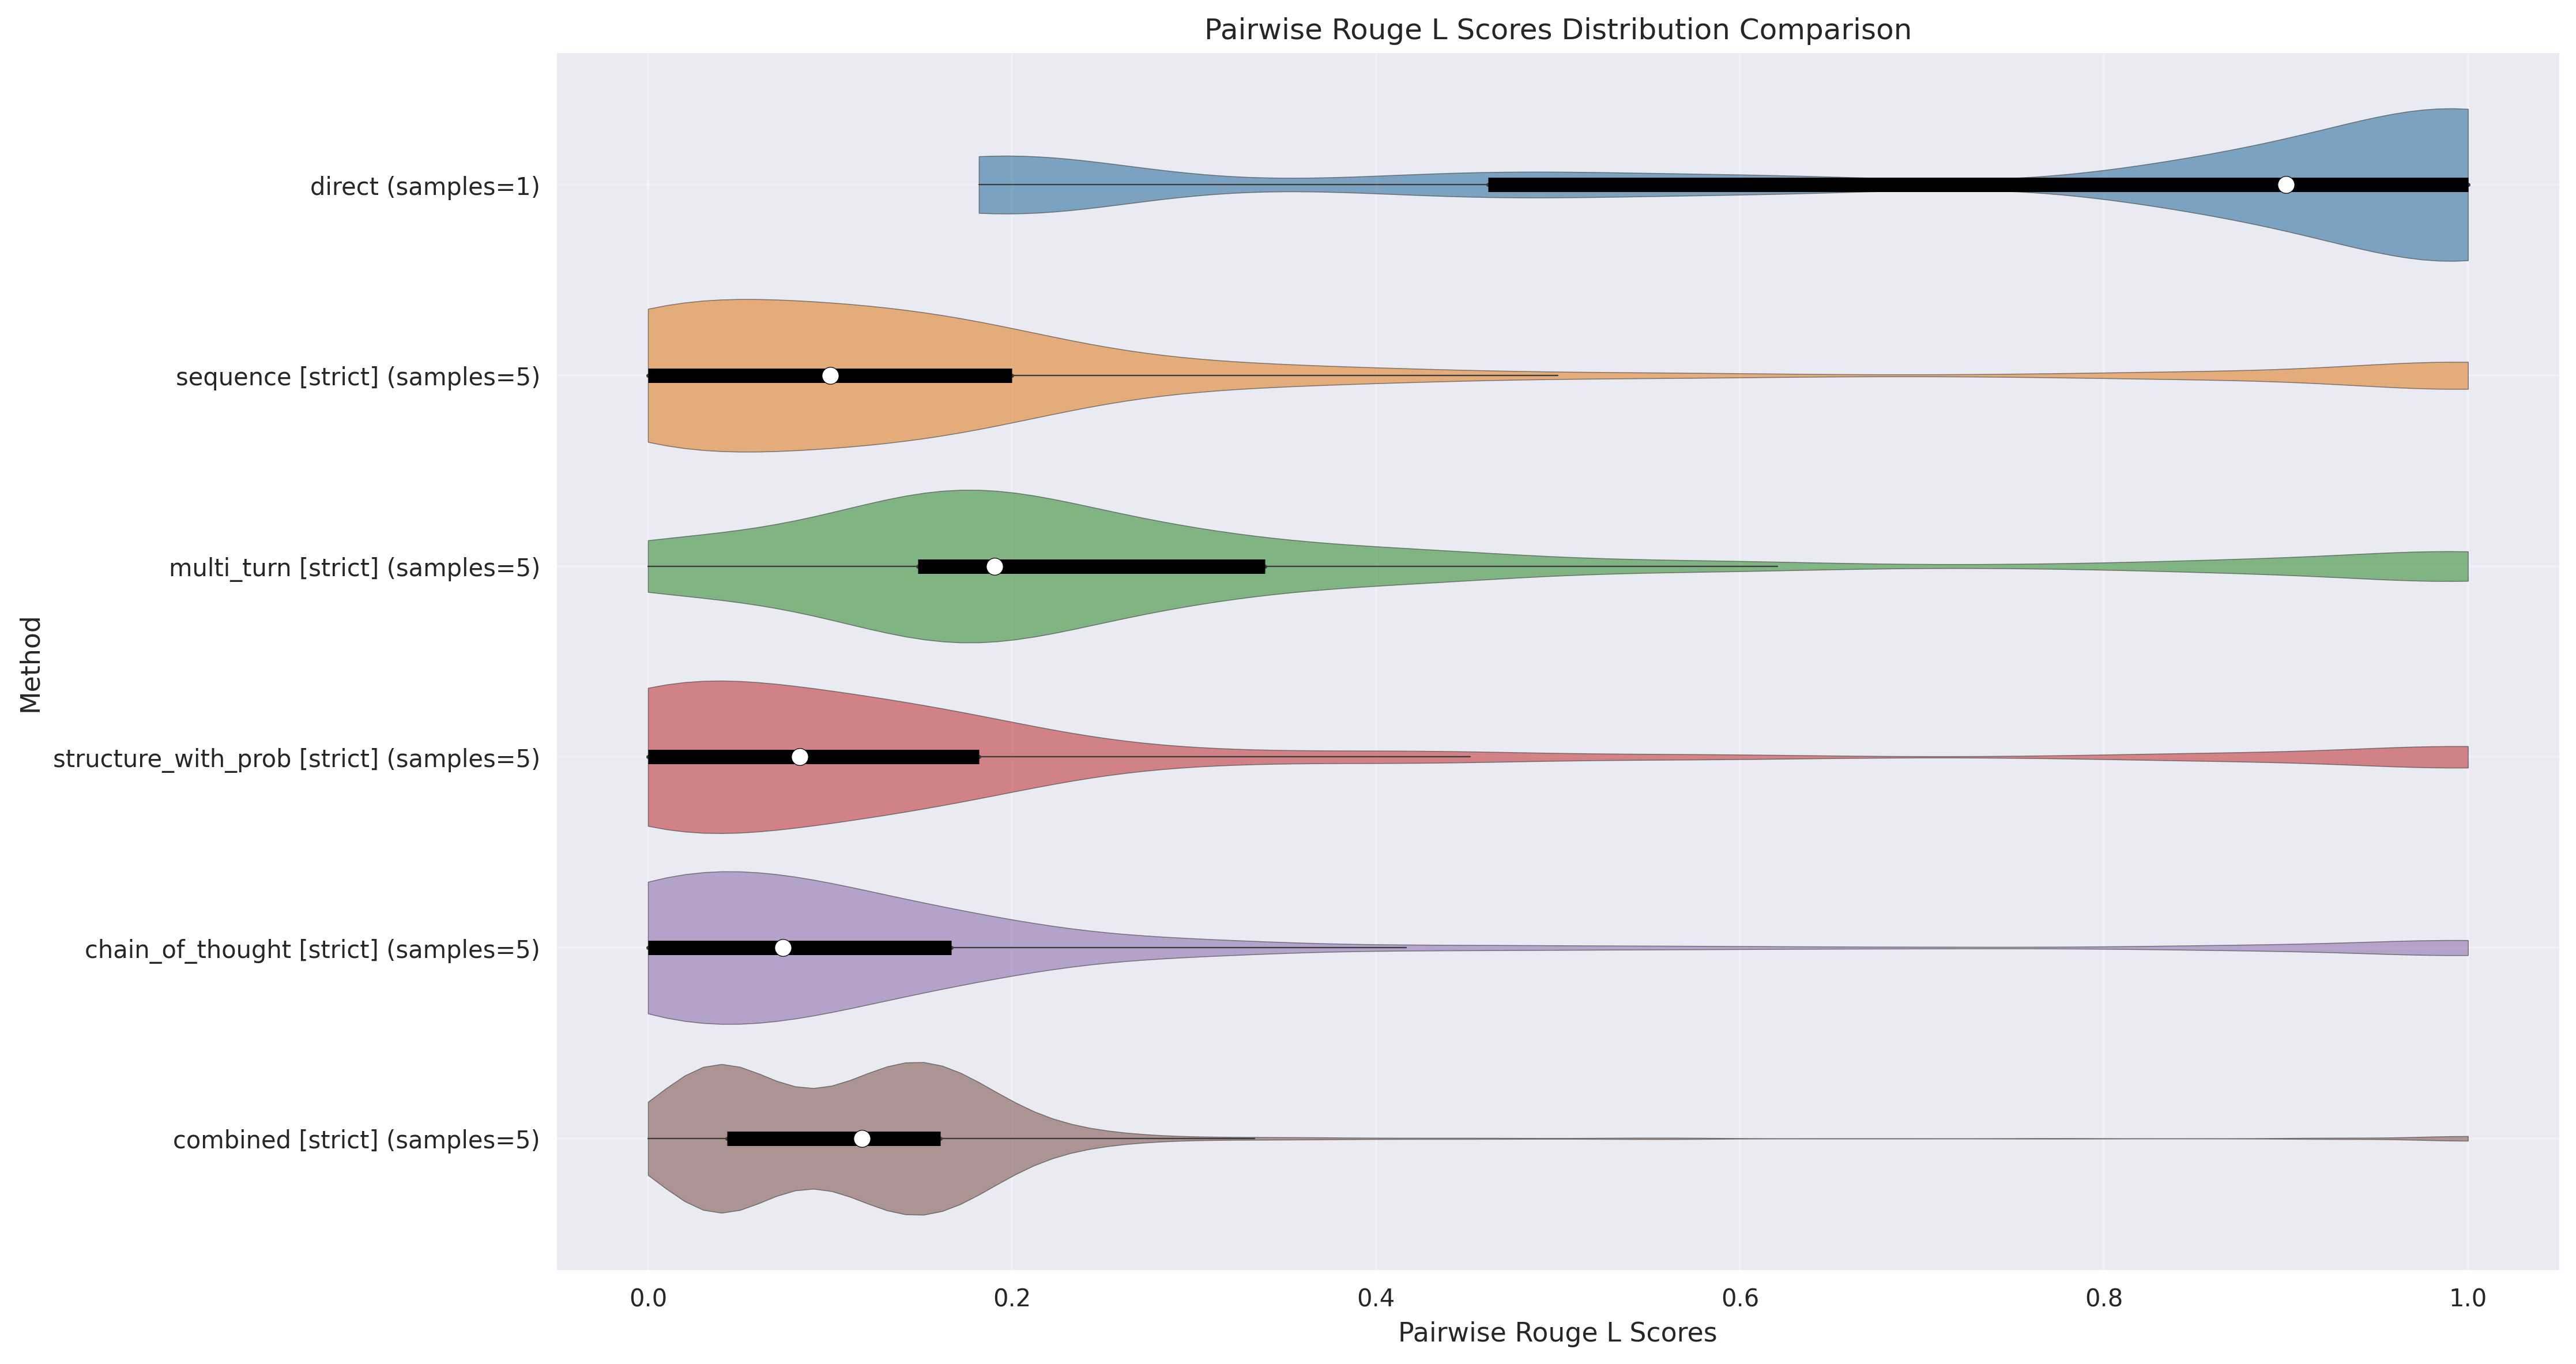 Pairwise Rouge L Scores Distribution Comparison
Method
direct (samples=1)
sequence [strict] (samples=5)
multi_turn [strict] (samples=5)
structure_with_prob [strict] (samples=5)
chain_of_thought [strict] (samples=5)
combined [strict] (samples=5)
0.0 0.2 0.4 0.6 0.8 1.0
Pairwise Rouge L Scores